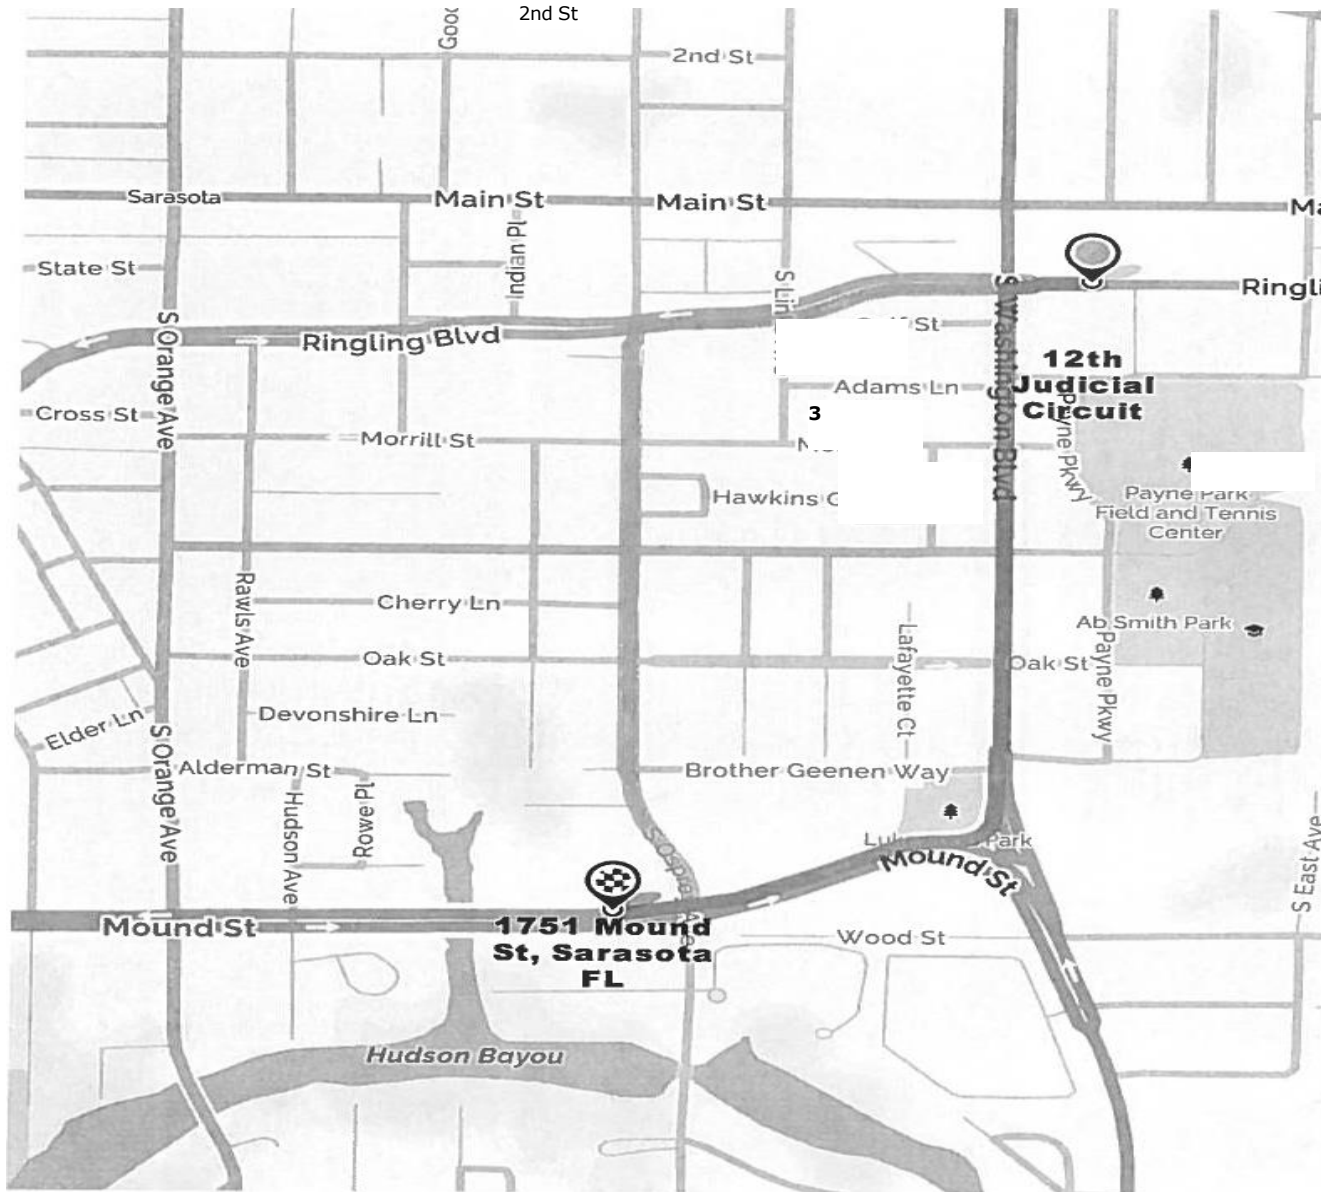 2nd St
2nd St
Sarasota
Main St
Main St
State St
Indian Pl
S Orange Ave
Ringling Blvd
St
S Washington Blvd
12th
Judicial
Circuit
Adams Ln
3
Cross St
Morrill St
Payne Pkwy
Hawkins
Payne Park
Field and Tennis
Center
Rawls Ave
Cherry Ln
Lafayette Ct
Ab Smith Park
Oak St
Oak St
Payne Pkwy
Elder Ln
Devonshire Ln
S Orange Ave
Alderman St
Hudson Ave
Rowe Pl
Brother Geenen Way
Park
Mound St
S East Ave
Mound St
1751 Mound
St, Sarasota
FL
Wood St
Hudson Bayou